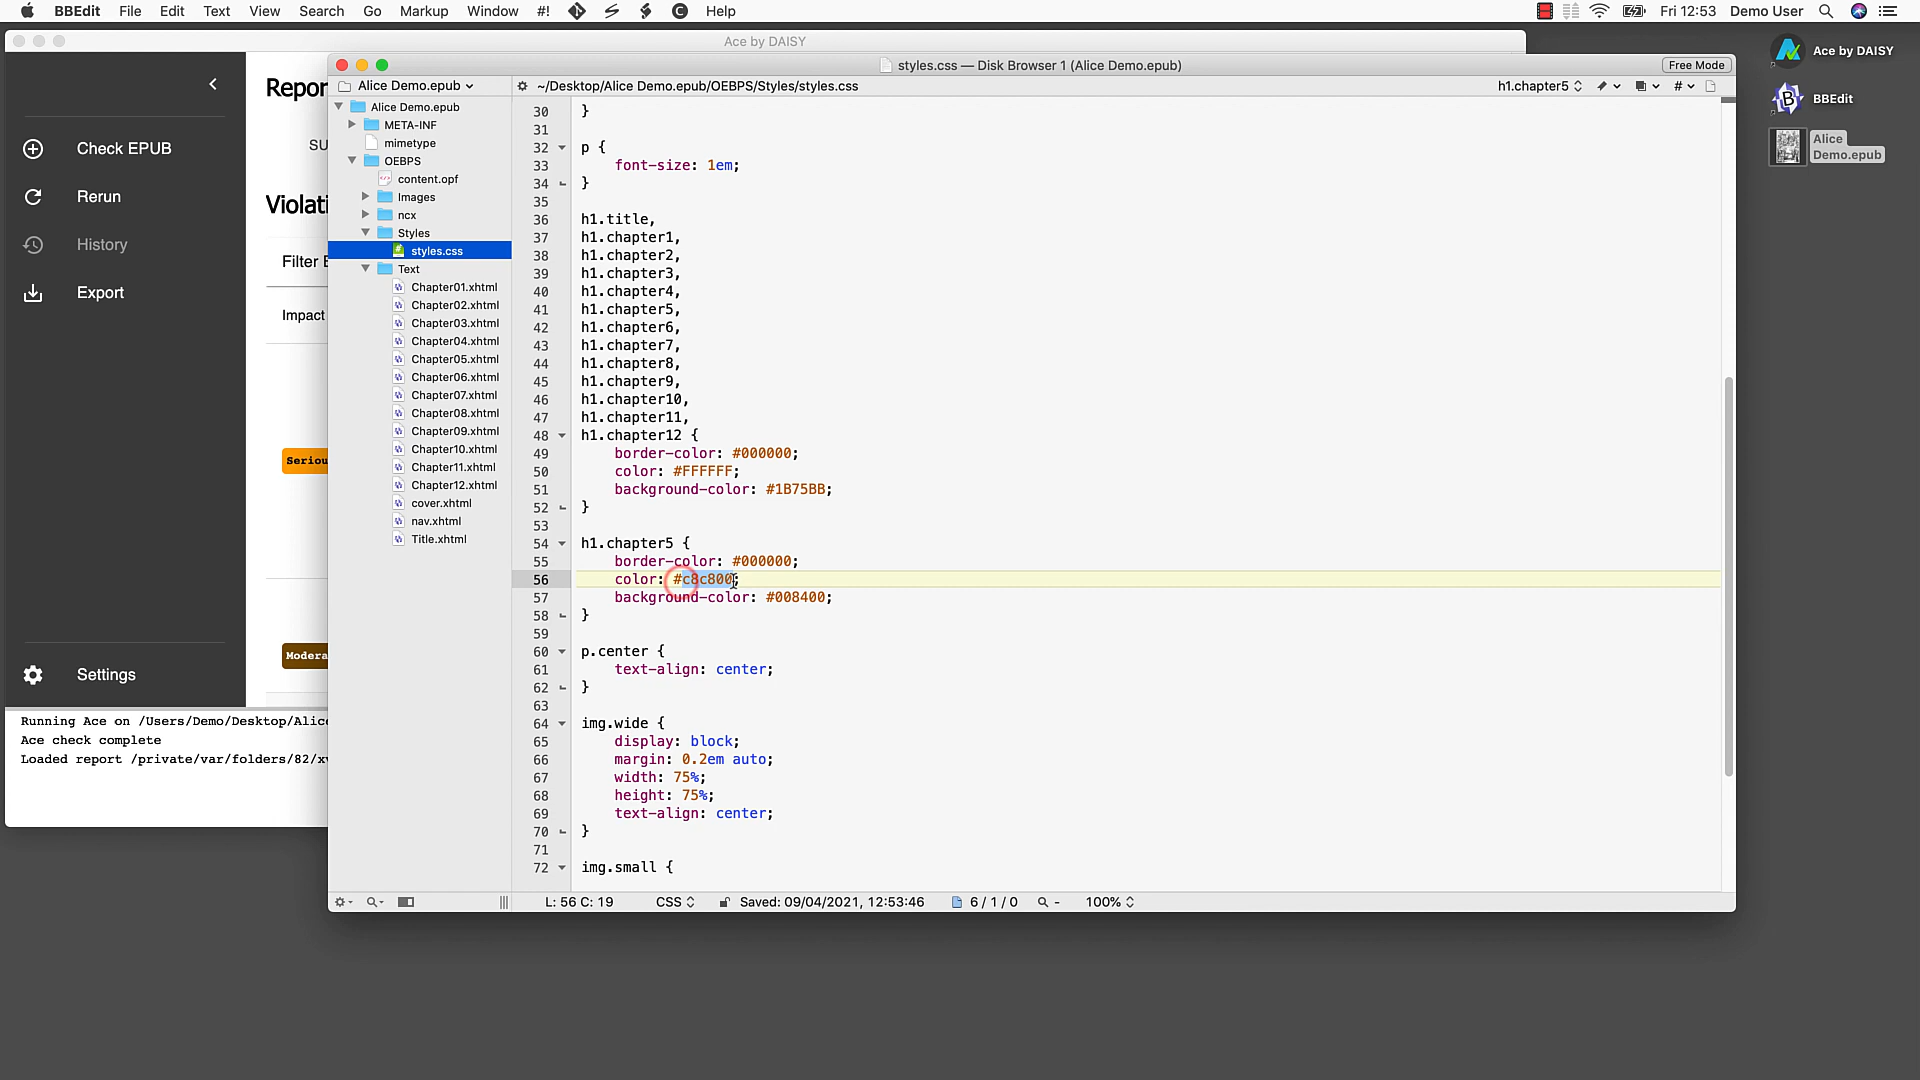 BBEdit File Edit Text View Search Go Markup Window #! Help Fri 12:53 Demo User
Ace by DAISY
Check EPUB
Rerun
History
Export
Settings
Repor
SU
Violati
Filter E
Impact
Seriou
Modera
Running Ace on /Users/Demo/Desktop/Alice
Ace check complete
Loaded report /private/var/folders/82/x
styles.css — Disk Browser 1 (Alice Demo.epub)
Free Mode
Alice Demo.epub
~/Desktop/Alice Demo.epub/OEBPS/Styles/styles.css
h1.chapter5
#
Alice Demo.epub
META-INF
mimetype
OEBPS
content.opf
Images
ncx
Styles
styles.css
Text
Chapter01.xhtml
Chapter02.xhtml
Chapter03.xhtml
Chapter04.xhtml
Chapter05.xhtml
Chapter06.xhtml
Chapter07.xhtml
Chapter08.xhtml
Chapter09.xhtml
Chapter10.xhtml
Chapter11.xhtml
Chapter12.xhtml
cover.xhtml
nav.xhtml
Title.xhtml
30 }
31
32 p {
33 font-size: 1em;
34 }
35
36 h1.title,
37 h1.chapter1,
38 h1.chapter2,
39 h1.chapter3,
40 h1.chapter4,
41 h1.chapter5,
42 h1.chapter6,
43 h1.chapter7,
44 h1.chapter8,
45 h1.chapter9,
46 h1.chapter10,
47 h1.chapter11,
48 h1.chapter12 {
49 border-color: #000000;
50 color: #FFFFFF;
51 background-color: #1B75BB;
52 }
53
54 h1.chapter5 {
55 border-color: #000000;
56 color: #c8c800;
57 background-color: #008400;
58 }
59
60 p.center {
61 text-align: center;
62 }
63
64 img.wide {
65 display: block;
66 margin: 0.2em auto;
67 width: 75%;
68 height: 75%;
69 text-align: center;
70 }
71
72 img.small {
L: 56 C: 19 CSS Saved: 09/04/2021, 12:53:46 6 / 1 / 0 - 100%
Ace by DAISY
BBEdit
Alice
Demo.epub